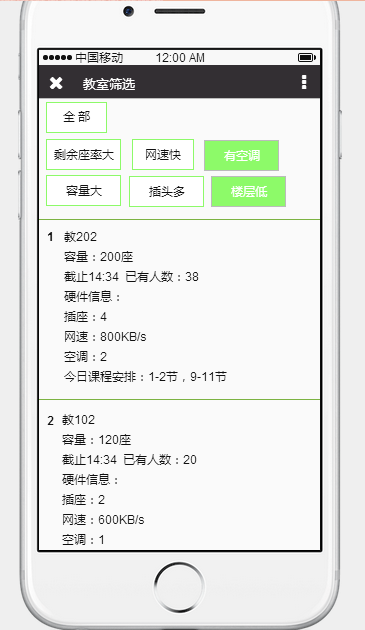 中国移动 12:00 AM
教室筛选
全 部
剩余座率大 网速快 有空调
容量大 插头多 楼层低
1 教202
容量：200座
截止14:34 已有人数：38
硬件信息：
插座：4
网速：800KB/s
空调：2
今日课程安排：1-2节，9-11节
2 教102
容量：120座
截止14:34 已有人数：20
硬件信息：
插座：2
网速：600KB/s
空调：1